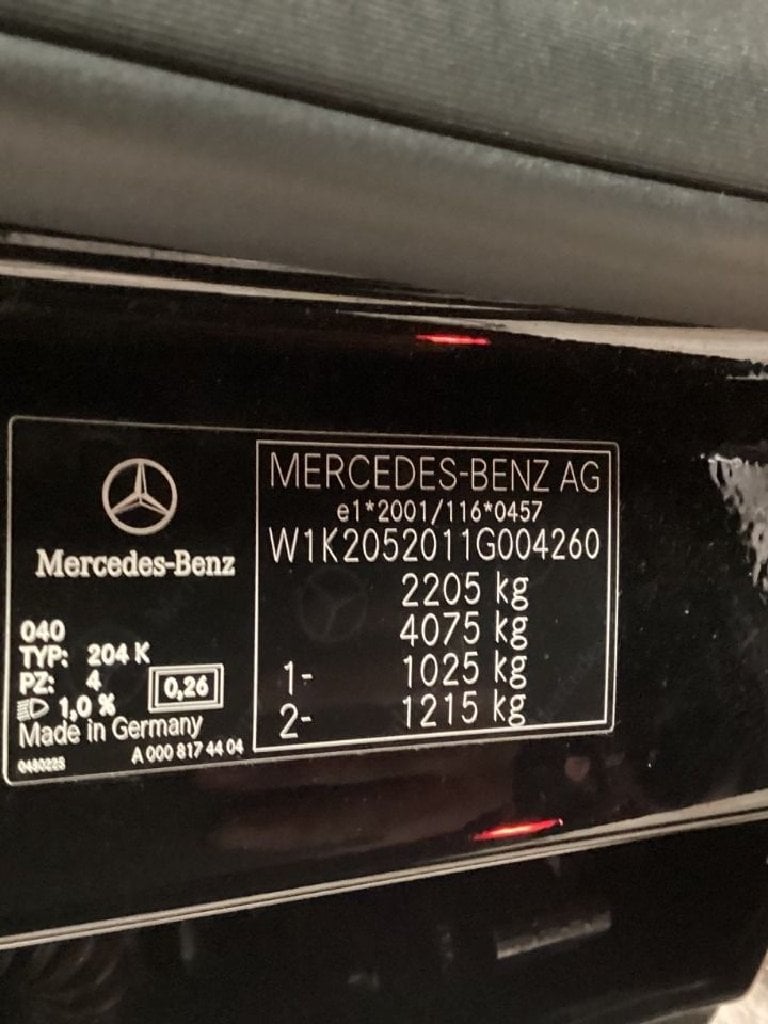 MERCEDES-BENZ AG
e1*2001/116*0457
W1K2052011G004260
2205 kg
4075 kg
1- 1025 kg
2- 1215 kg
Mercedes-Benz
040
TYP: 204 K
PZ: 4
0,26
1,0 %
Made in Germany
A 000 817 44 04